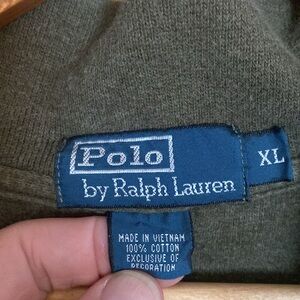 Polo
by Ralph Lauren
XL
MADE IN VIETNAM
100% COTTON
EXCLUSIVE OF
DECORATION